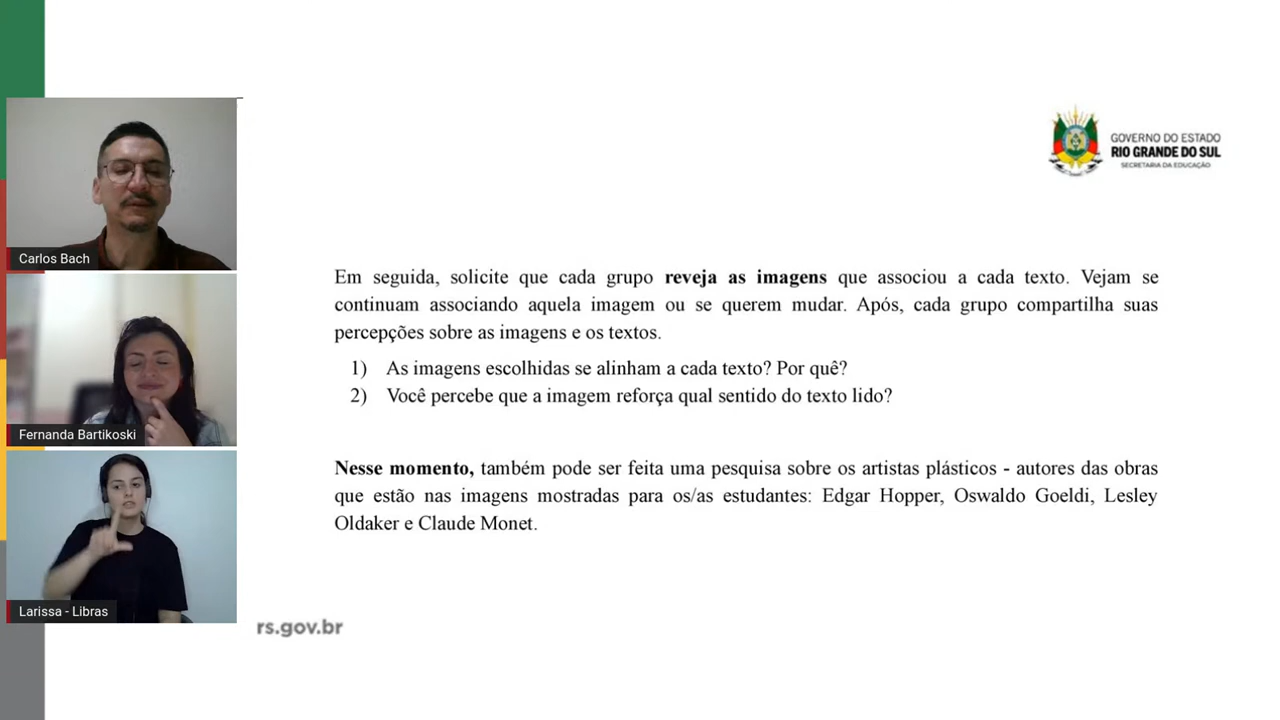 GOVERNO DO ESTADO
RIO GRANDE DO SUL
SECRETARIA DA EDUCAÇÃO
Carlos Bach
Fernanda Bartikoski
Larissa - Libras
Em seguida, solicite que cada grupo reveja as imagens que associou a cada texto. Vejam se
continuam associando aquela imagem ou se querem mudar. Após, cada grupo compartilha suas
percepções sobre as imagens e os textos.
1) As imagens escolhidas se alinham a cada texto? Por quê?
2) Você percebe que a imagem reforça qual sentido do texto lido?
Nesse momento, também pode ser feita uma pesquisa sobre os artistas plásticos - autores das obras
que estão nas imagens mostradas para os/as estudantes: Edgar Hopper, Oswaldo Goeldi, Lesley
Oldaker e Claude Monet.
rs.gov.br